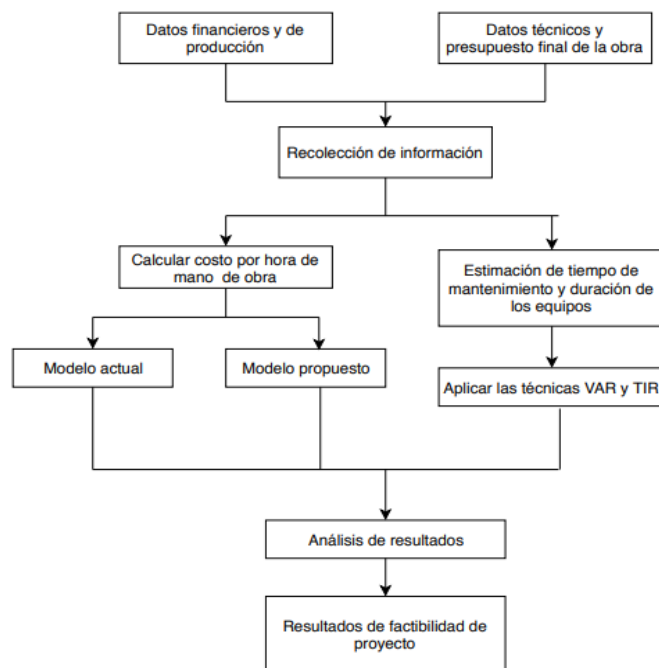 Datos financieros y de
producción
Datos técnicos y
presupuesto final de la obra
Recolección de información
Calcular costo por hora de
mano de obra
Estimación de tiempo de
mantenimiento y duración de
los equipos
Modelo actual
Modelo propuesto
Aplicar las técnicas VAR y TIR
Análisis de resultados
Resultados de factibilidad de
proyecto